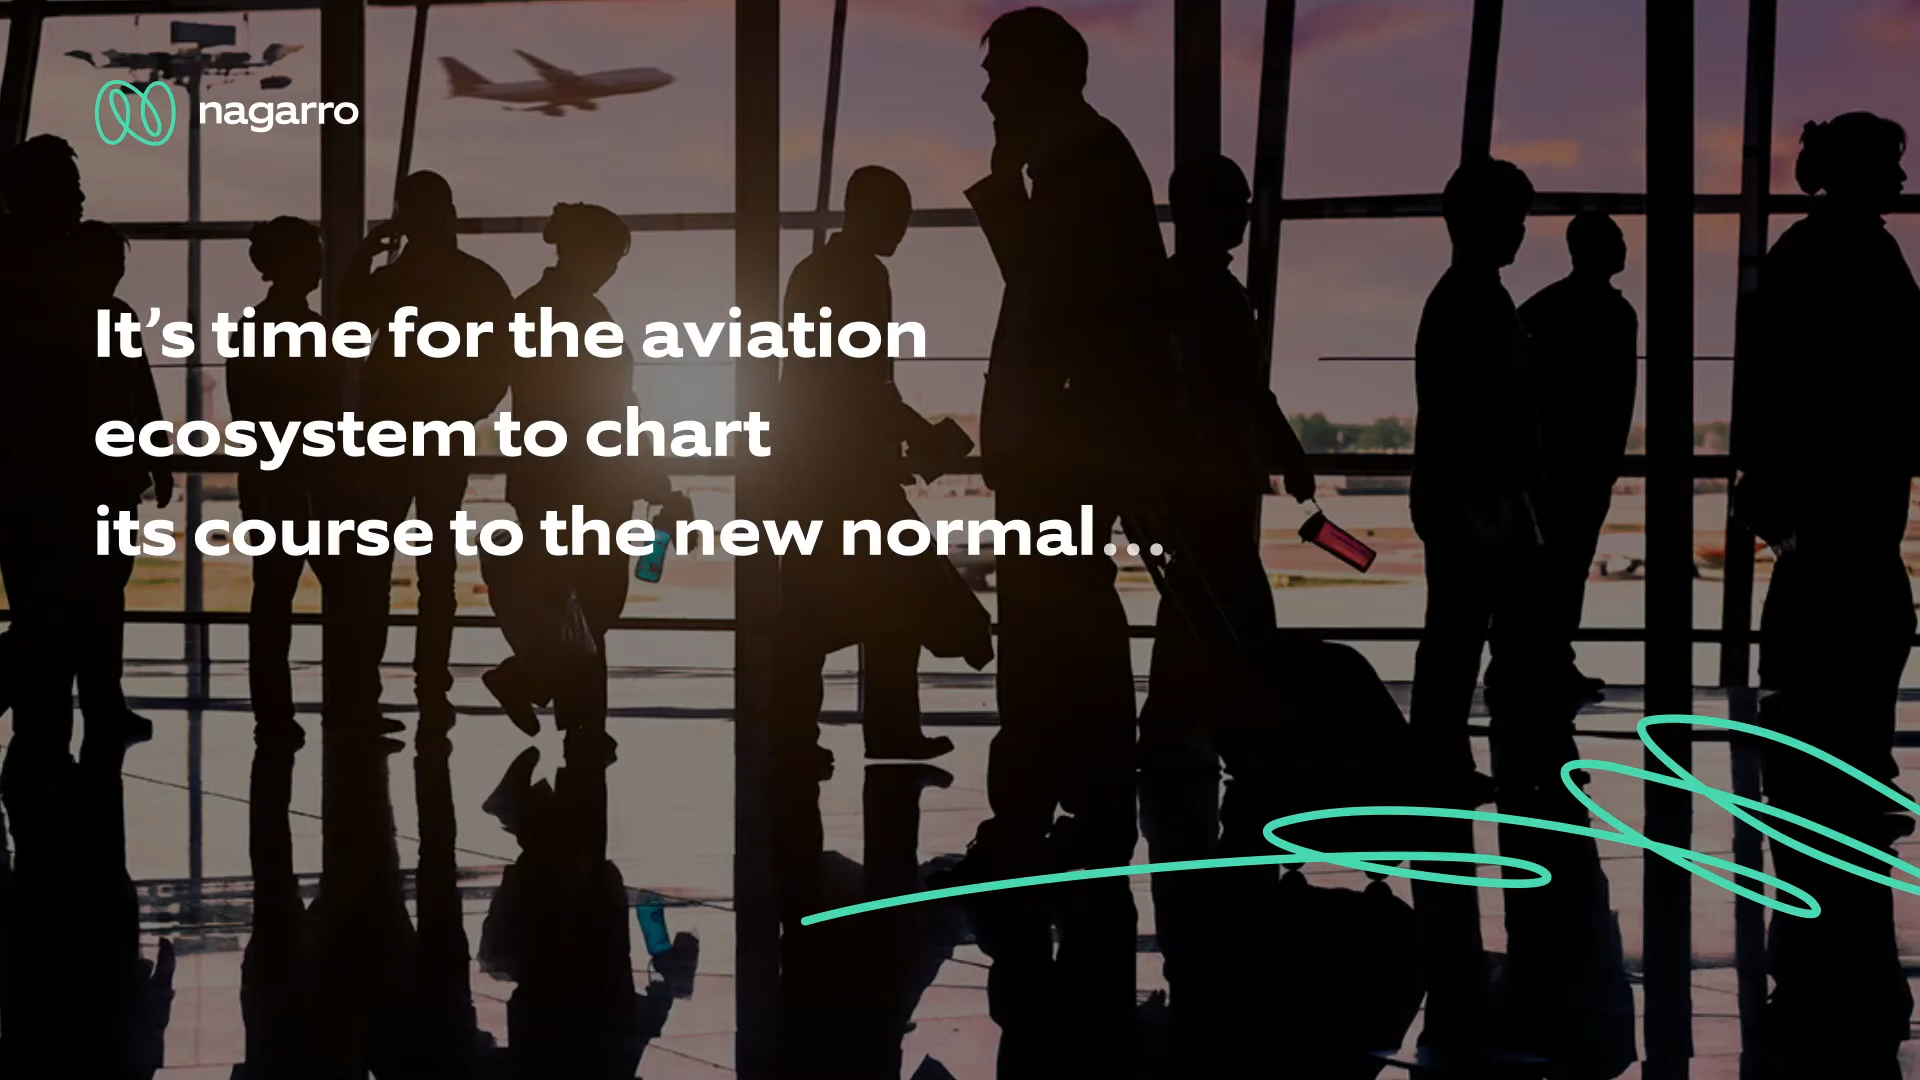 nagarro
It’s time for the aviation
ecosystem to chart
its course to the new normal...